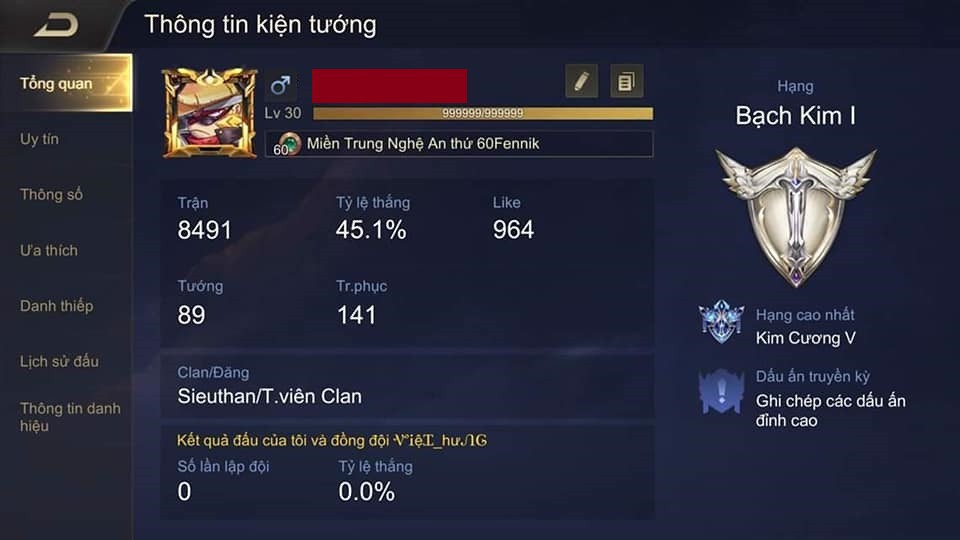 Thông tin kiện tướng
Tổng quan
Uy tín
Thông số
Ưa thích
Danh thiếp
Lịch sử đấu
Thông tin danh
hiệu
Lv 30
999999/999999
60 Miền Trung Nghệ An thứ 60Fennik
Trận
Tỷ lệ thắng
Like
8491
45.1%
964
Tướng
Tr.phục
89
141
Clan/Đăng
Sieuthan/T.viên Clan
Kết quả đấu của tôi và đồng đội
Số lần lập đội
Tỷ lệ thắng
0
0.0%
Hạng
Bạch Kim I
Hạng cao nhất
Kim Cương V
Dấu ấn truyền kỳ
Ghi chép các dấu ấn
đỉnh cao